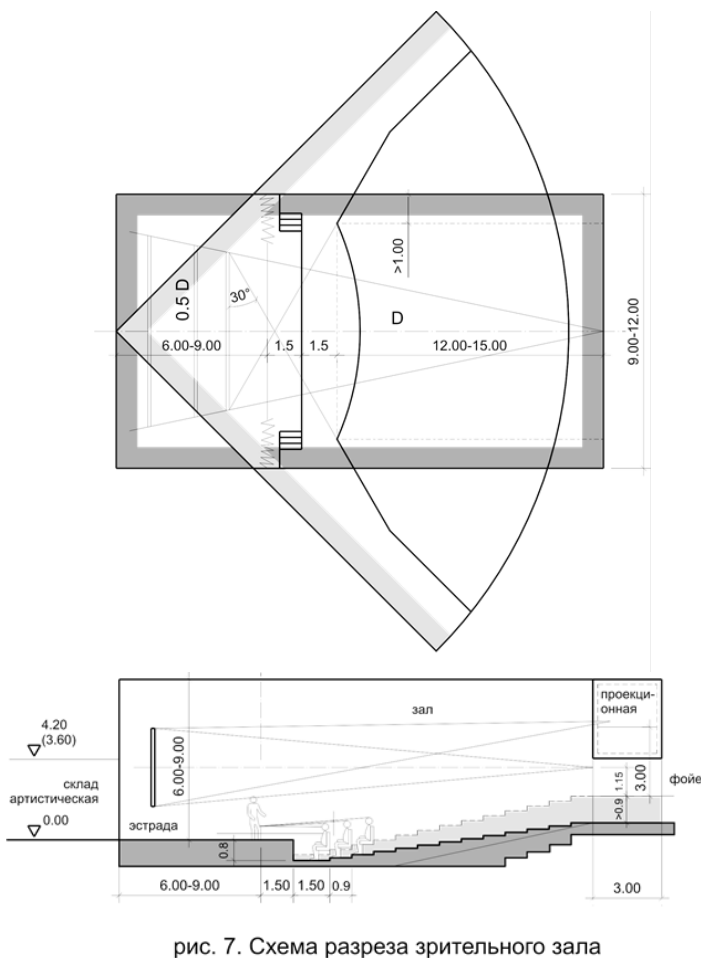 0.5 D
30°
>1.00
D
6.00-9.00
1.5
1.5
12.00-15.00
9.00-12.00
проекци-
онная
зал
4.20
(3.60)
6.00-9.00
1.15
3.00
фойе
склад
артистическая
>0.9
0.00
эстрада
0.8
6.00-9.00
1.50
1.50
0.9
3.00
рис. 7. Схема разреза зрительного зала